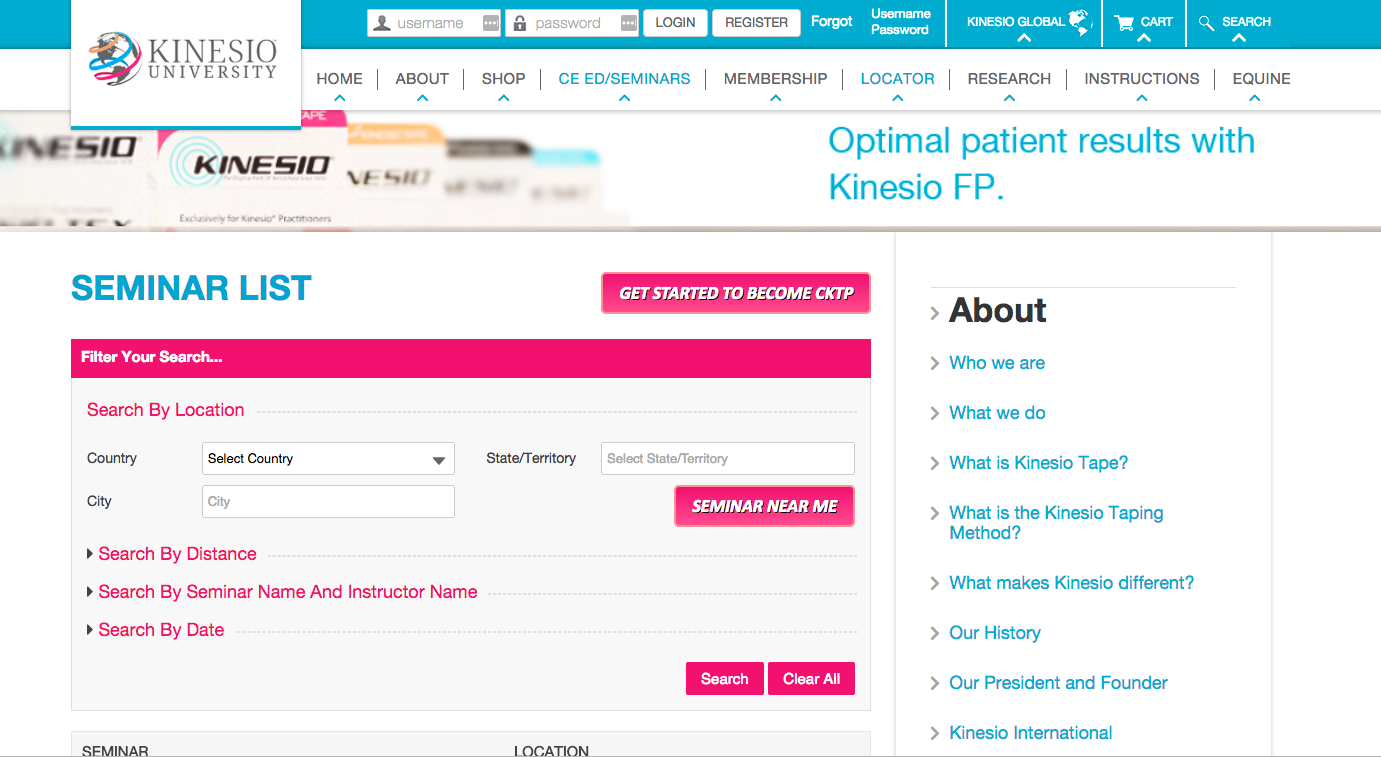 username
password
LOGIN
REGISTER
Forgot
Username
Password
KINESIO GLOBAL
CART
SEARCH
KINESIO
UNIVERSITY
HOME
ABOUT
SHOP
CE ED/SEMINARS
MEMBERSHIP
LOCATOR
RESEARCH
INSTRUCTIONS
EQUINE
KINESIO
Exclusively for Kinesio® Practitioners
Optimal patient results with
Kinesio FP.
SEMINAR LIST
GET STARTED TO BECOME CKTP
Filter Your Search...
Search By Location
Country
Select Country
State/Territory
Select State/Territory
City
City
SEMINAR NEAR ME
Search By Distance
Search By Seminar Name And Instructor Name
Search By Date
Search
Clear All
SEMINAR
LOCATION
About
Who we are
What we do
What is Kinesio Tape?
What is the Kinesio Taping
Method?
What makes Kinesio different?
Our History
Our President and Founder
Kinesio International